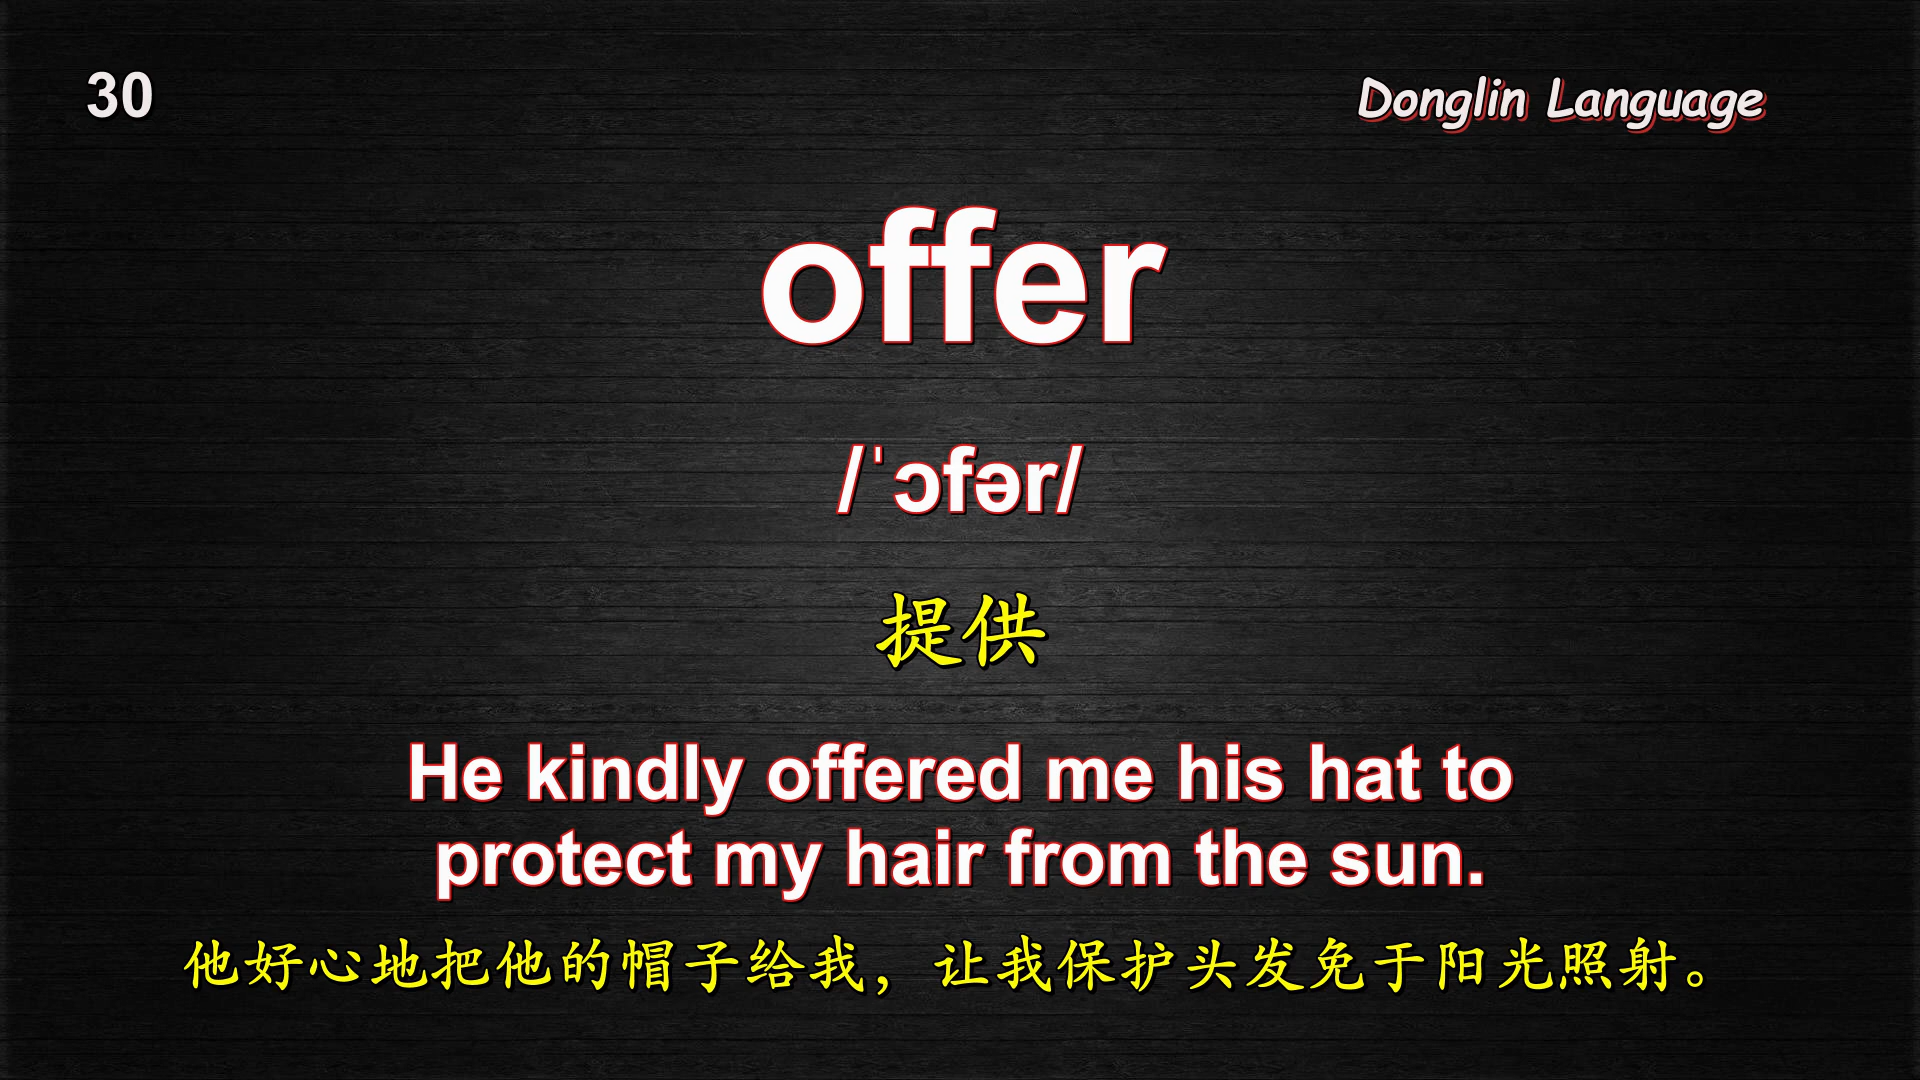 30
Donglin Language
offer
/ˈɔfər/
提供
He kindly offered me his hat to
protect my hair from the sun.
他好心地把他的帽子给我，让我保护头发免于阳光照射。